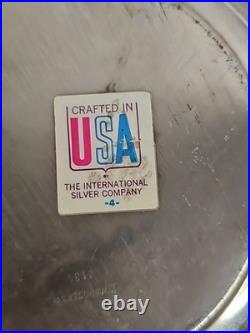 CRAFTED IN
USA
THE INTERNATIONAL
SILVER COMPANY
-4-